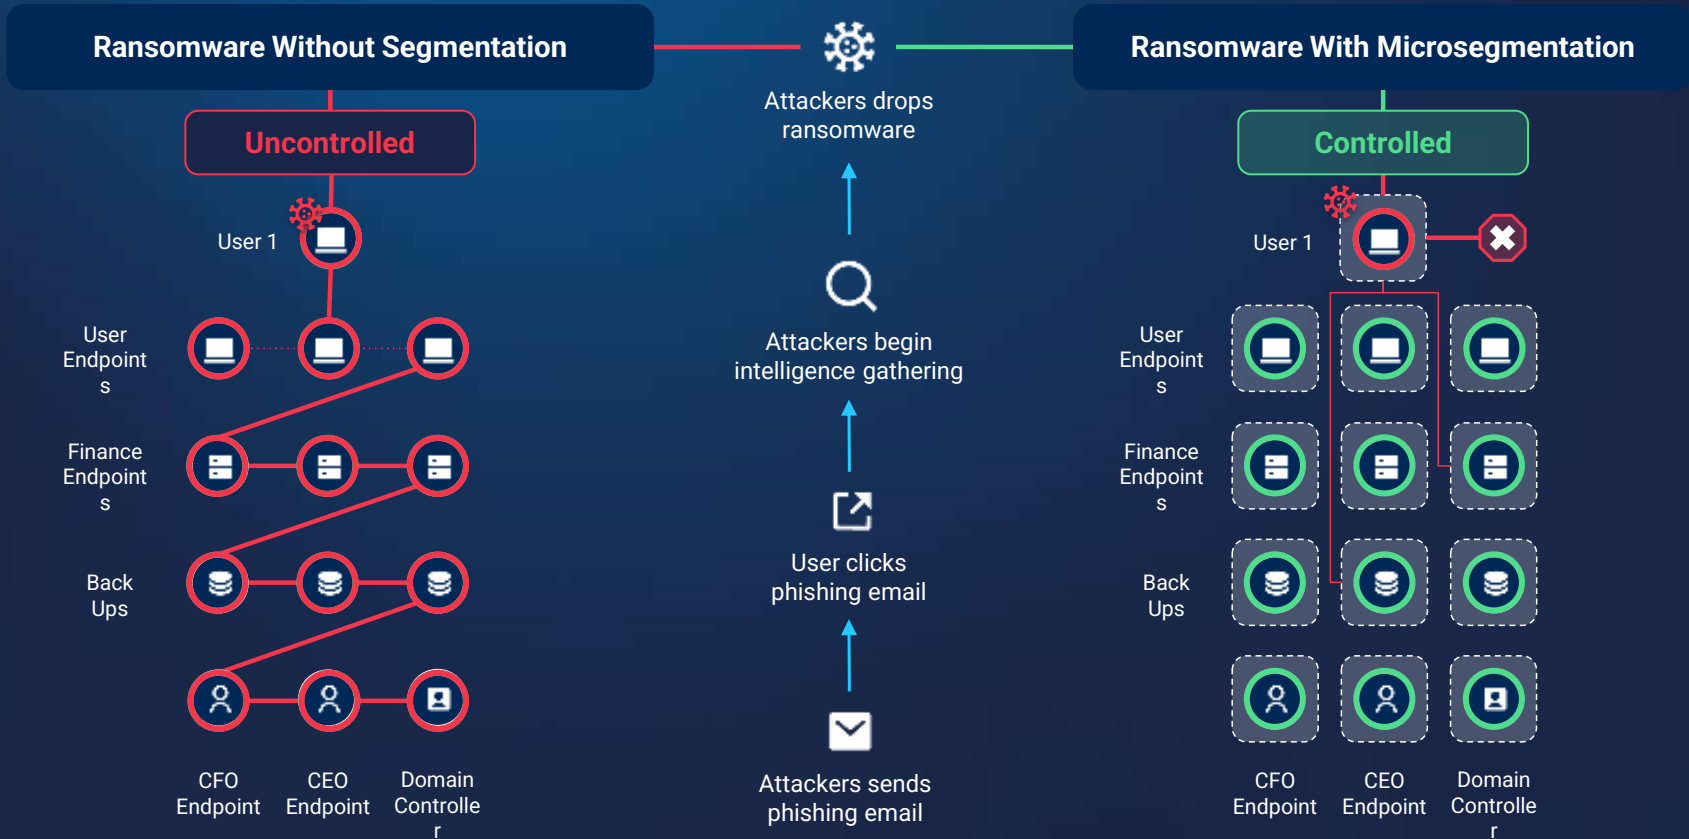 Ransomware Without Segmentation
Uncontrolled
User 1
User
Endpoint
s
Finance
Endpoint
s
Back
Ups
CFO
Endpoint
CEO
Endpoint
Domain
Controlle
r
Attackers drops
ransomware
Attackers begin
intelligence gathering
User clicks
phishing email
Attackers sends
phishing email
Ransomware With Microsegmentation
Controlled
User 1
User
Endpoint
s
Finance
Endpoint
s
Back
Ups
CFO
Endpoint
CEO
Endpoint
Domain
Controlle
r